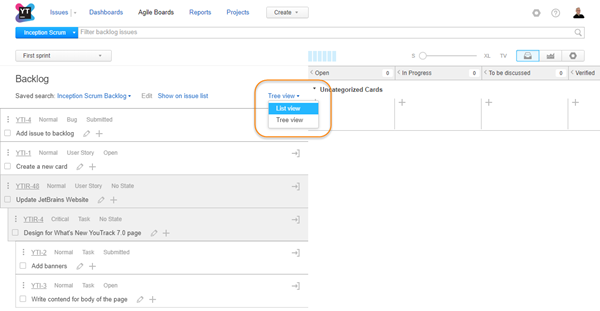 YT
Issues Dashboards Agile Boards Reports Projects Create
Inception Scrum Filter backlog issues
First sprint
S XL TV
Open 0 In Progress 0 To be discussed 0 Verified
Uncategorized Cards
Backlog
Saved search: Inception Scrum Backlog Edit Show on issue list Tree view
List view
Tree view
YTI-4 Normal Bug Submitted
Add issue to backlog
YTI-1 Normal User Story Open
Create a new card
YTIR-48 Normal User Story No State
Update JetBrains Website
YTIR-4 Critical Task No State
Design for What's New YouTrack 7.0 page
YTI-2 Normal Task Submitted
Add banners
YTI-3 Normal Task Open
Write contend for body of the page